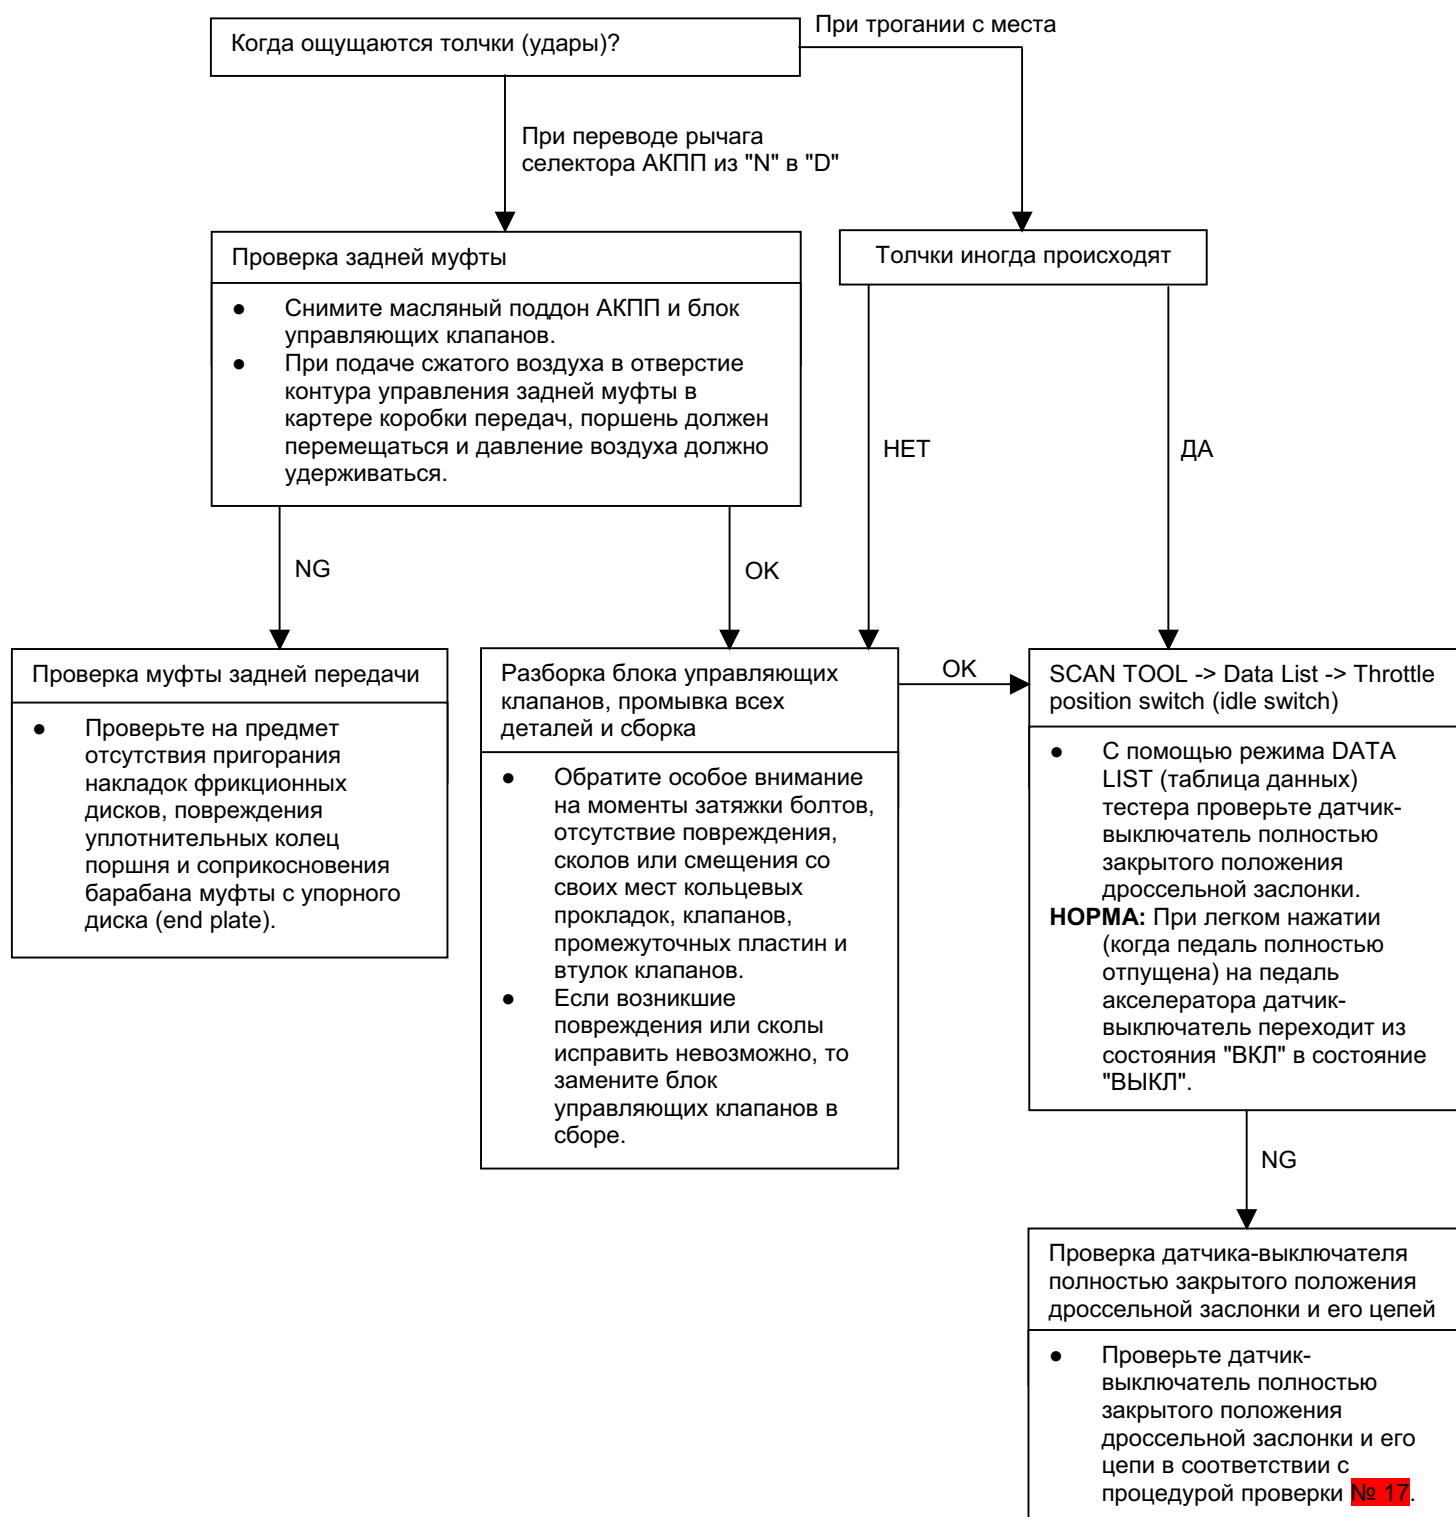 При трогании с места
Когда ощущаются толчки (удары)?
При переводе рычага
селектора АКПП из "N" в "D"
Проверка задней муфты
● Снимите масляный поддон АКПП и блок
управляющих клапанов.
● При подаче сжатого воздуха в отверстие
контура управления задней муфты в
картере коробки передач, поршень должен
перемещаться и давление воздуха должно
удерживаться.
Толчки иногда происходят
НЕТ
ДА
NG
OK
Проверка муфты задней передачи
● Проверьте на предмет
отсутствия пригорания
накладок фрикционных
дисков, повреждения
уплотнительных колец
поршня и соприкосновения
барабана муфты с упорного
диска (end plate).
Разборка блока управляющих
клапанов, промывка всех
деталей и сборка
● Обратите особое внимание
на моменты затяжки болтов,
отсутствие повреждения,
сколов или смещения со
своих мест кольцевых
прокладок, клапанов,
промежуточных пластин и
втулок клапанов.
● Если возникшие
повреждения или сколы
исправить невозможно, то
замените блок
управляющих клапанов в
сборе.
OK
SCAN TOOL -> Data List -> Throttle
position switch (idle switch)
● С помощью режима DATA
LIST (таблица данных)
тестера проверьте датчик-
выключатель полностью
закрытого положения
дроссельной заслонки.
НОРМА: При легком нажатии
(когда педаль полностью
отпущена) на педаль
акселератора датчик-
выключатель переходит из
состояния "ВКЛ" в состояние
"ВЫКЛ".
NG
Проверка датчика-выключателя
полностью закрытого положения
дроссельной заслонки и его цепей
● Проверьте датчик-
выключатель полностью
закрытого положения
дроссельной заслонки и его
цепи в соответствии с
процедурой проверки № 17.